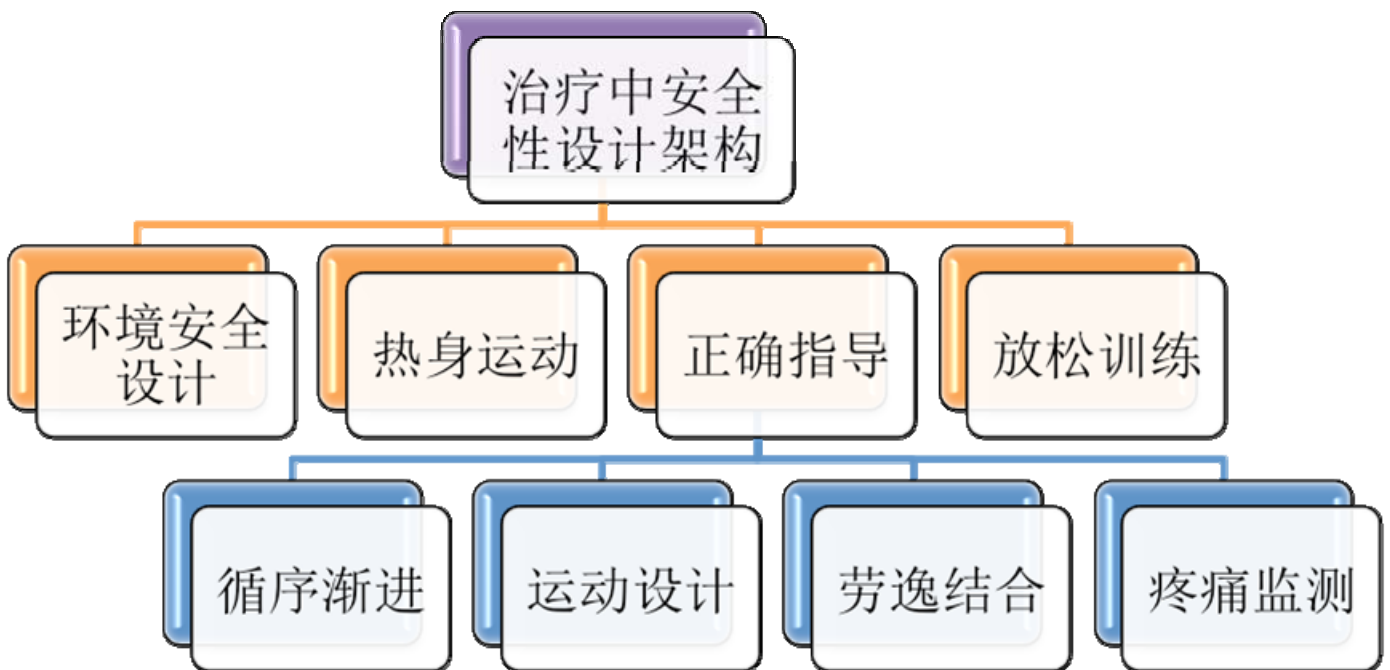 治疗中安全
性设计架构
环境安全
设计
热身运动
正确指导
放松训练
循序渐进
运动设计
劳逸结合
疼痛监测